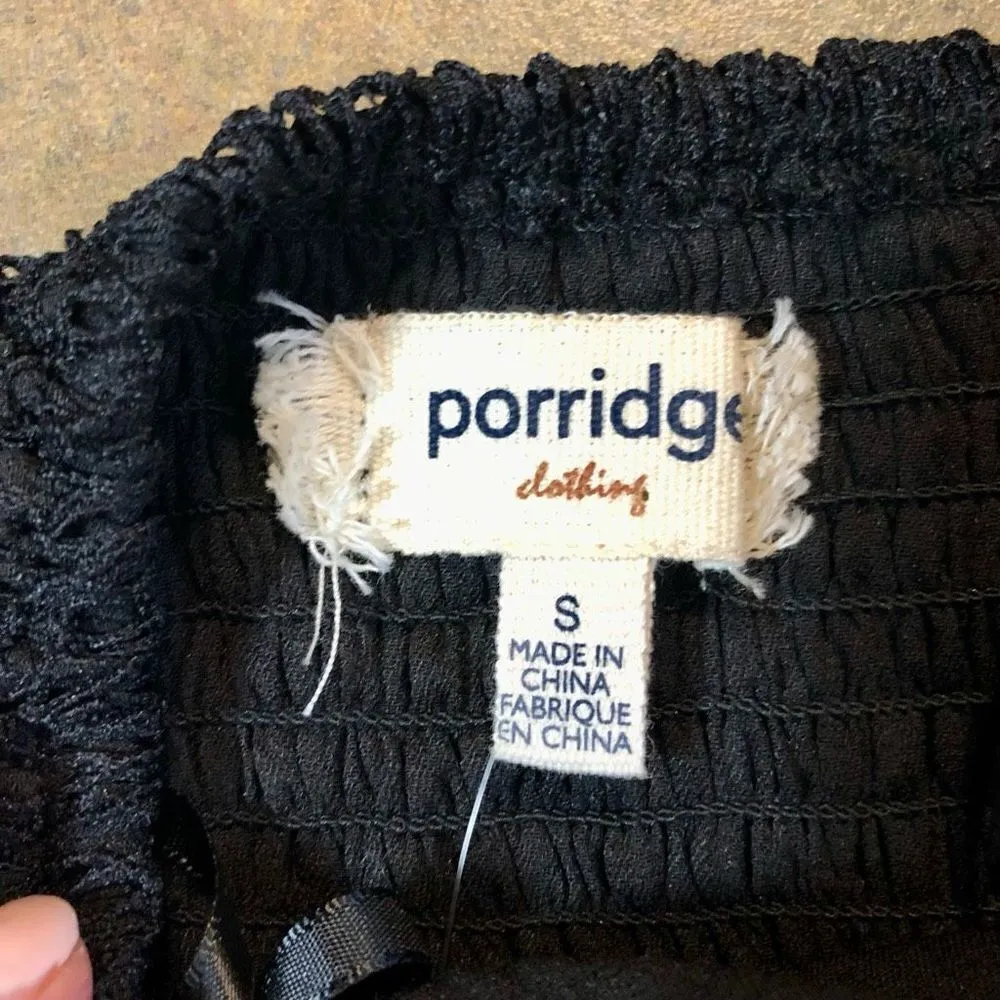 porridge
clothing
S
MADE IN
CHINA
FABRIQUE
EN CHINA